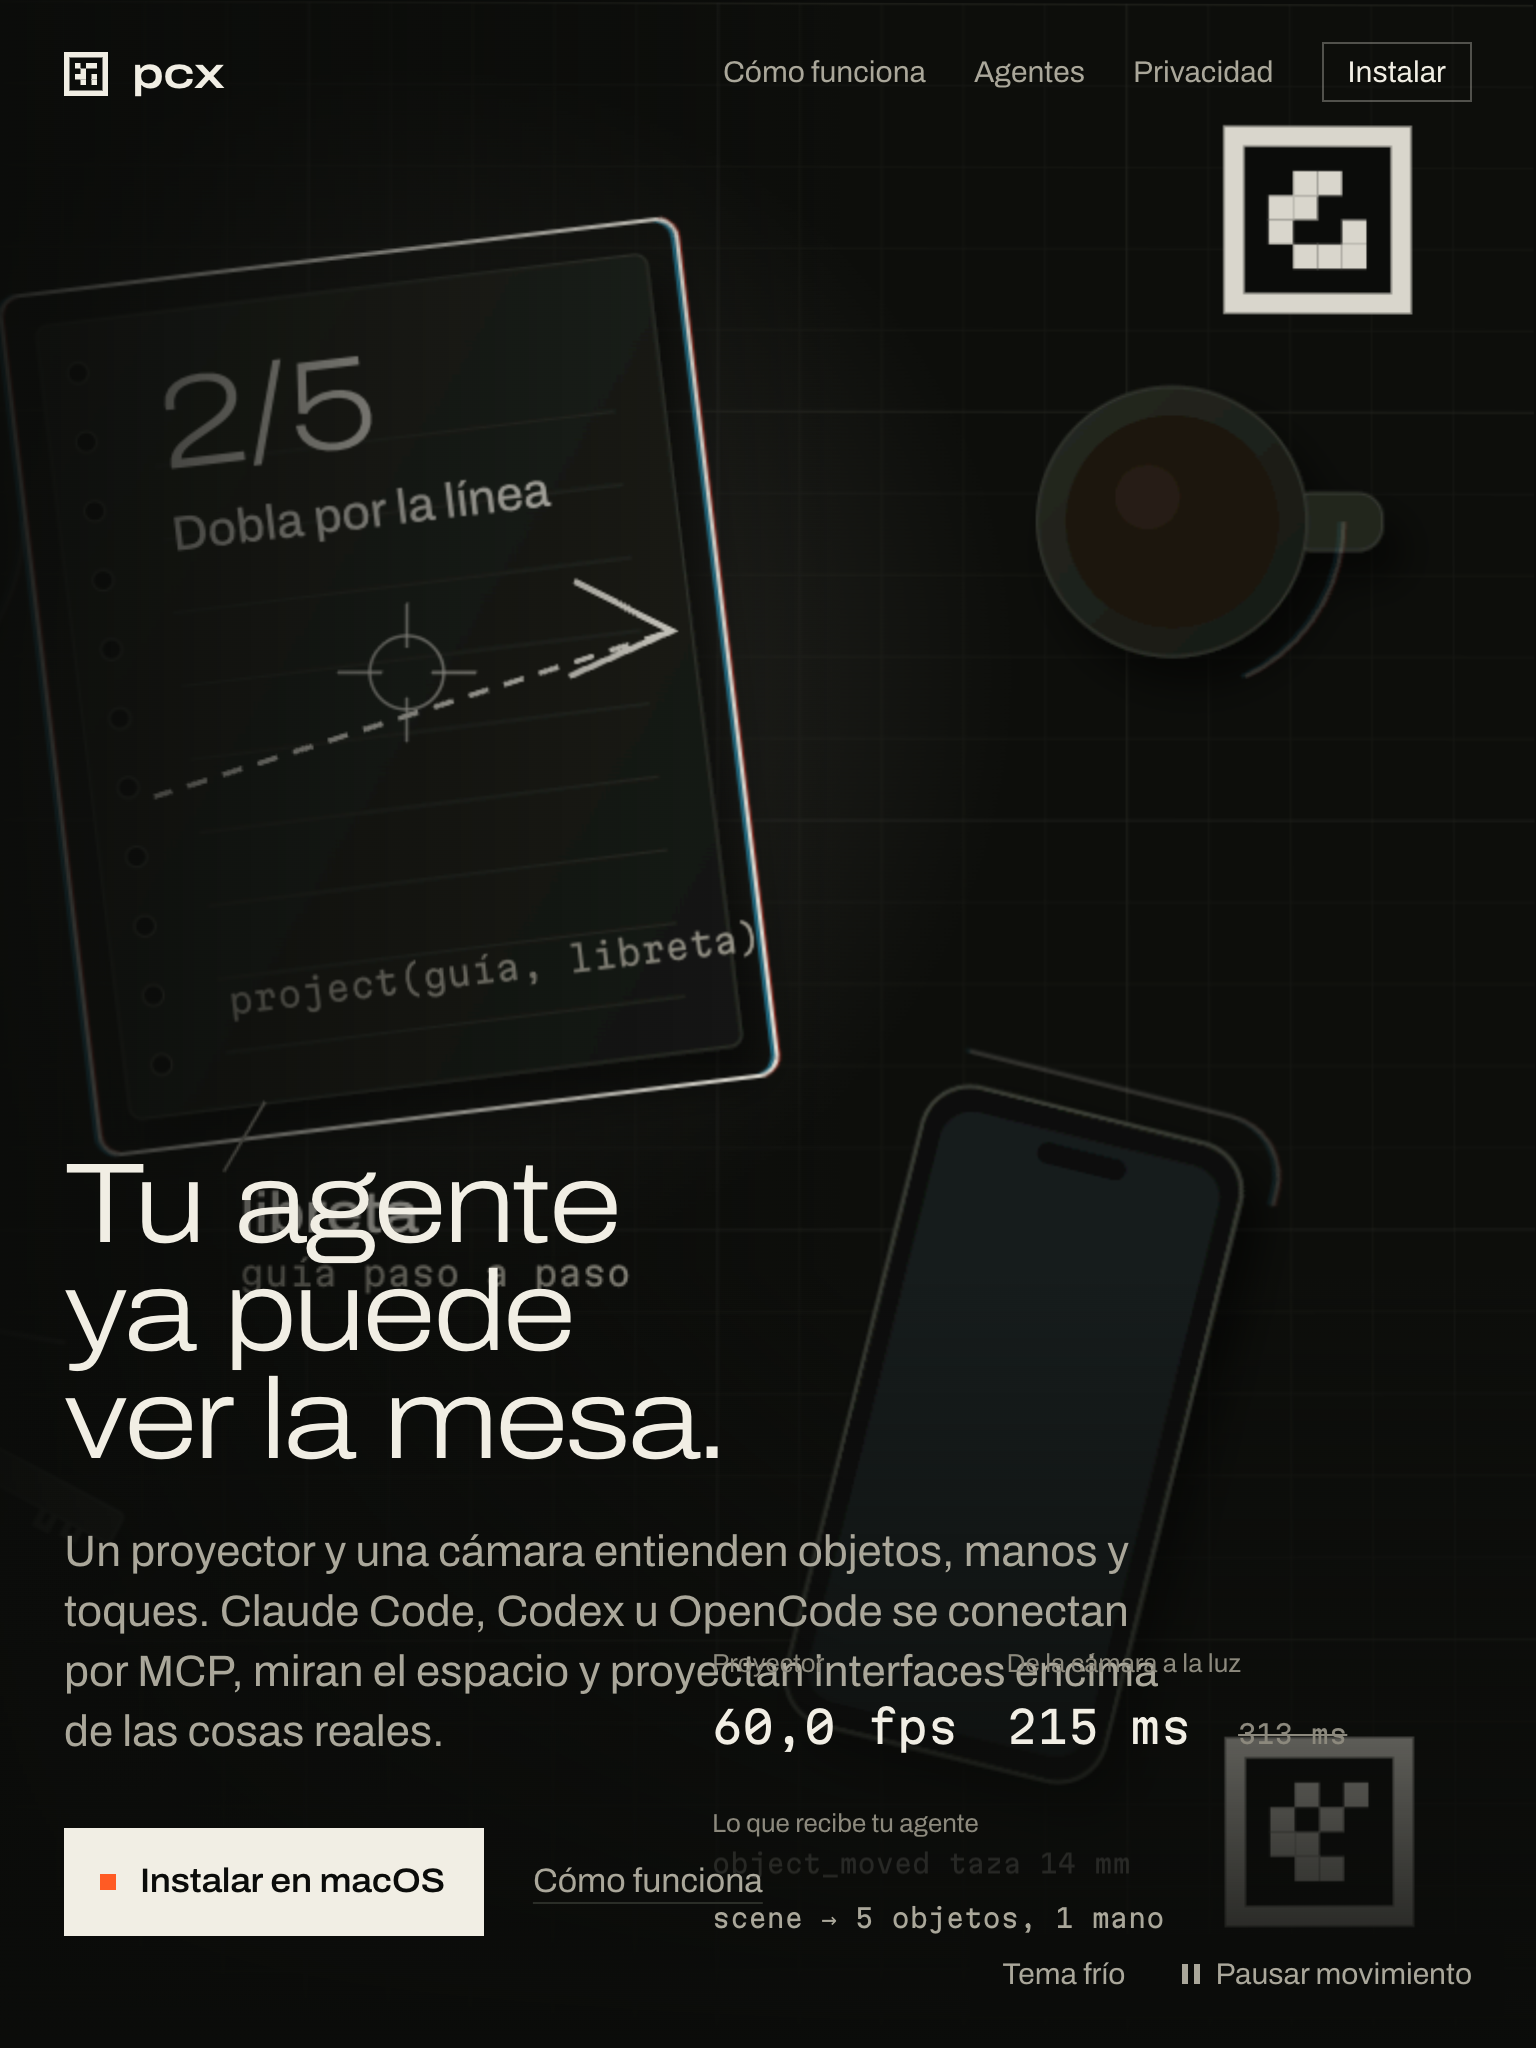 pcx
Cómo funciona
Agentes
Privacidad
Instalar
2/5
Dobla por la línea
project(guía, libreta)
Tu agente
libreta
guía paso a paso
ya puede
ver la mesa.
Un proyector y una cámara entienden objetos, manos y
toques. Claude Code, Codex u OpenCode se conectan
por MCP, miran el espacio y proyectan interfaces encima
de las cosas reales.
Proyector
De la cámara a la luz
60,0 fps
215 ms
313 ms
Lo que recibe tu agente
object_moved taza 14 mm
scene → 5 objetos, 1 mano
Instalar en macOS
Cómo funciona
Tema frío
Pausar movimiento